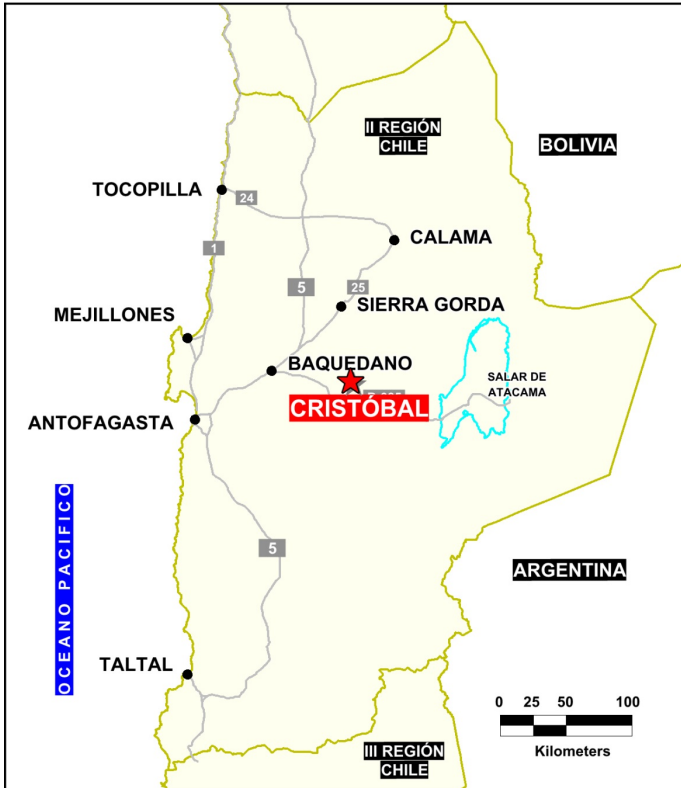 II REGIÓN
CHILE
BOLIVIA
TOCOPILLA
24
CALAMA
1
5
25
SIERRA GORDA
MEJILLONES
BAQUEDANO
SALAR DE
ATACAMA
CRISTÓBAL
ANTOFAGASTA
OCEANO PACIFICO
5
ARGENTINA
TALTAL
0 25 50 100
Kilometers
III REGIÓN
CHILE